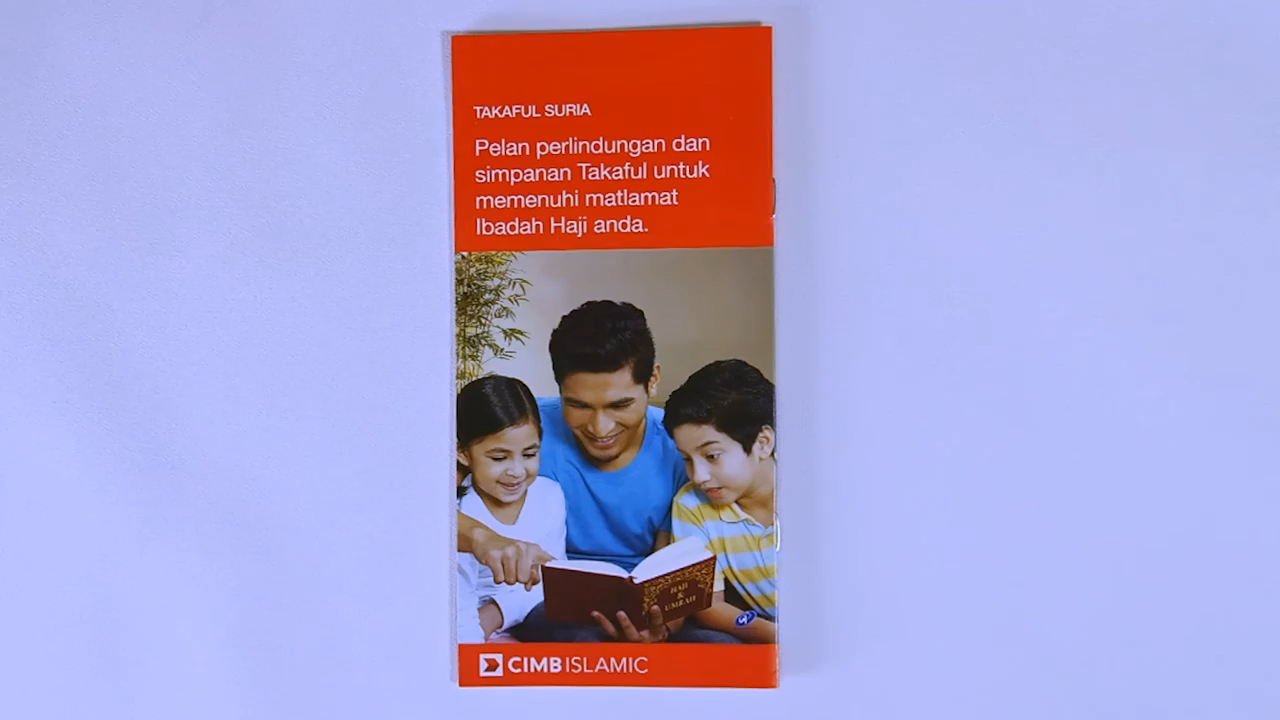 TAKAFUL SURIA
Pelan perlindungan dan
simpanan Takaful untuk
memenuhi matlamat
Ibadah Haji anda.
HAJI
&
UMRAH
CIMB ISLAMIC